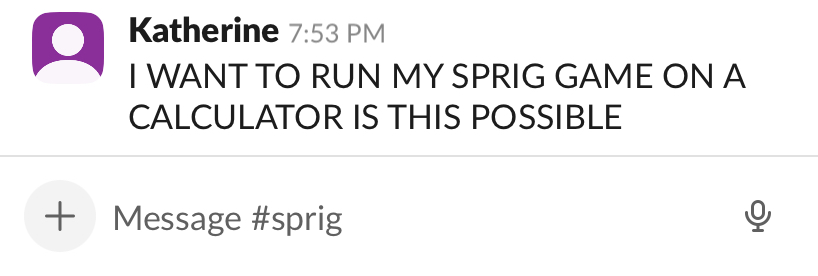 Katherine 7:53 PM
I WANT TO RUN MY SPRIG GAME ON A
CALCULATOR IS THIS POSSIBLE
Message #sprig